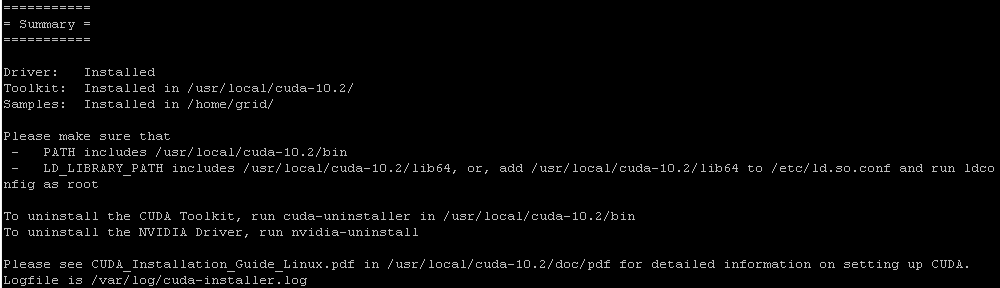 ===========
= Summary =
===========
Driver:   Installed
Toolkit:  Installed in /usr/local/cuda-10.2/
Samples:  Installed in /home/grid/
Please make sure that
 -   PATH includes /usr/local/cuda-10.2/bin
 -   LD_LIBRARY_PATH includes /usr/local/cuda-10.2/lib64, or, add /usr/local/cuda-10.2/lib64 to /etc/ld.so.conf and run ldco
nfig as root
To uninstall the CUDA Toolkit, run cuda-uninstaller in /usr/local/cuda-10.2/bin
To uninstall the NVIDIA Driver, run nvidia-uninstall
Please see CUDA_Installation_Guide_Linux.pdf in /usr/local/cuda-10.2/doc/pdf for detailed information on setting up CUDA.
Logfile is /var/log/cuda-installer.log